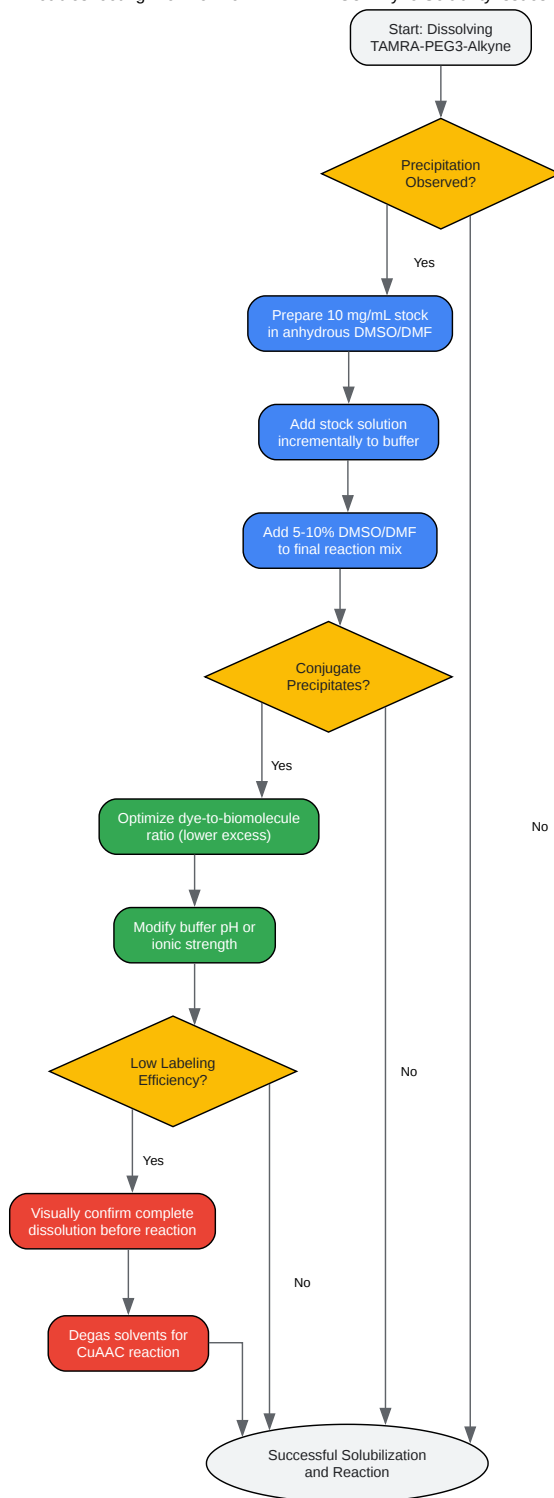 Start: Dissolving
TAMRA-PEG3-Alkyne
Precipitation
Observed?
Yes
Prepare 10 mg/mL stock
in anhydrous DMSO/DMF
Add stock solution
incrementally to buffer
Add 5-10% DMSO/DMF
to final reaction mix
Conjugate
Precipitates?
Yes
Optimize dye-to-biomolecule
ratio (lower excess)
No
Modify buffer pH or
ionic strength
Low Labeling
Efficiency?
No
Yes
Visually confirm complete
dissolution before reaction
No
Degas solvents for
CuAAC reaction
Successful Solubilization
and Reaction